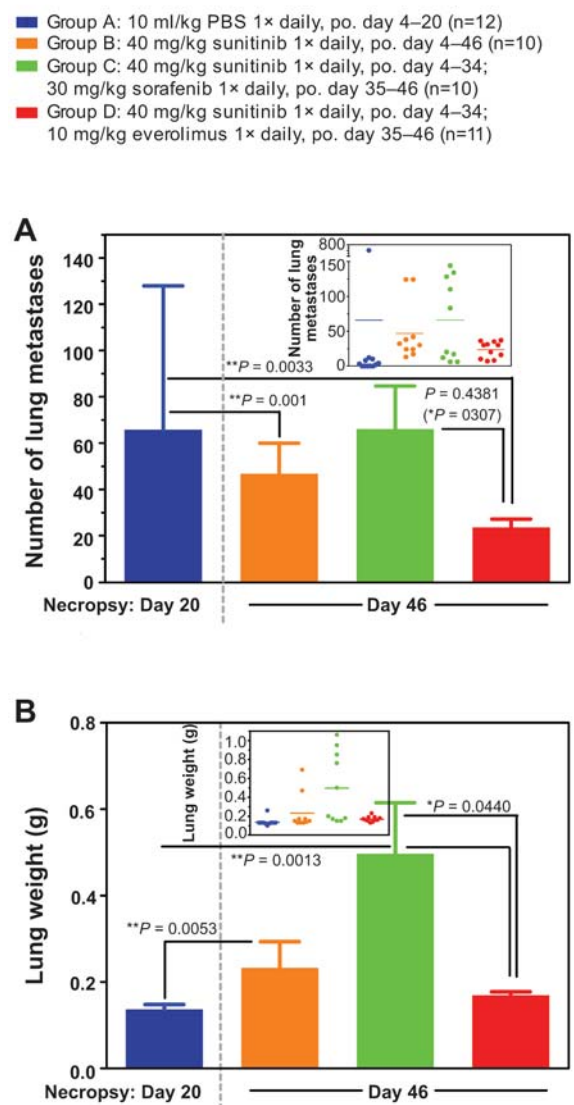 Group A: 10 ml/kg PBS 1× daily, po. day 4–20 (n=12)
Group B: 40 mg/kg sunitinib 1× daily, po. day 4–46 (n=10)
Group C: 40 mg/kg sunitinib 1× daily, po. day 4–34;
30 mg/kg sorafenib 1× daily, po. day 35–46 (n=10)
Group D: 40 mg/kg sunitinib 1× daily, po. day 4–34;
10 mg/kg everolimus 1× daily, po. day 35–46 (n=11)
A
Number of lung metastases
140
120
100
80
60
40
20
0
Number of lung
metastases
800
150
100
50
0
**P = 0.0033
**P = 0.001
P = 0.4381
(*P = 0307)
Necropsy: Day 20
Day 46
B
Lung weight (g)
0.8
0.6
0.4
0.2
0.0
Lung weight (g)
1.0
0.8
0.6
0.4
0.2
0.0
*P = 0.0440
**P = 0.0013
**P = 0.0053
Necropsy: Day 20
Day 46